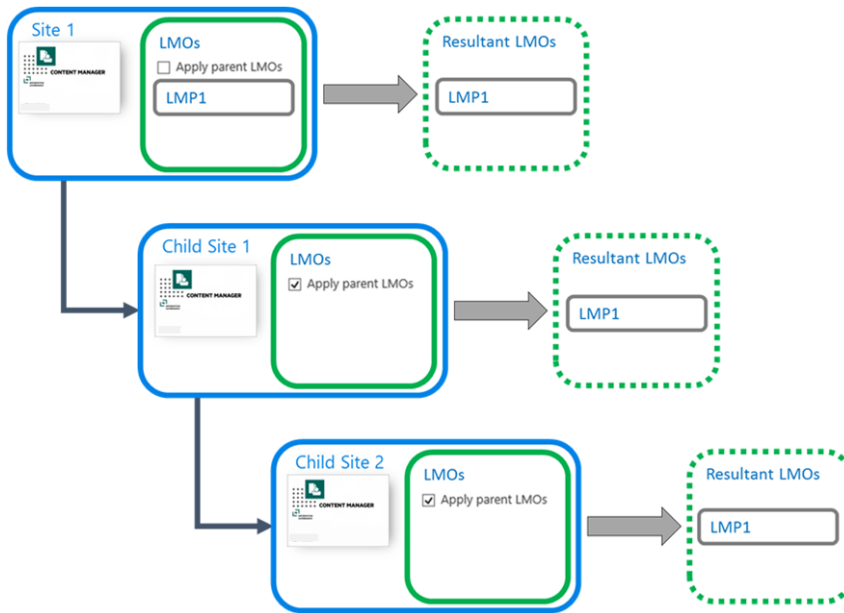 Site 1
CONTENT MANAGER
LMOs
Apply parent LMOs
LMP1
Resultant LMOs
LMP1
Child Site 1
CONTENT MANAGER
LMOs
Apply parent LMOs
Resultant LMOs
LMP1
Child Site 2
CONTENT MANAGER
LMOs
Apply parent LMOs
Resultant LMOs
LMP1